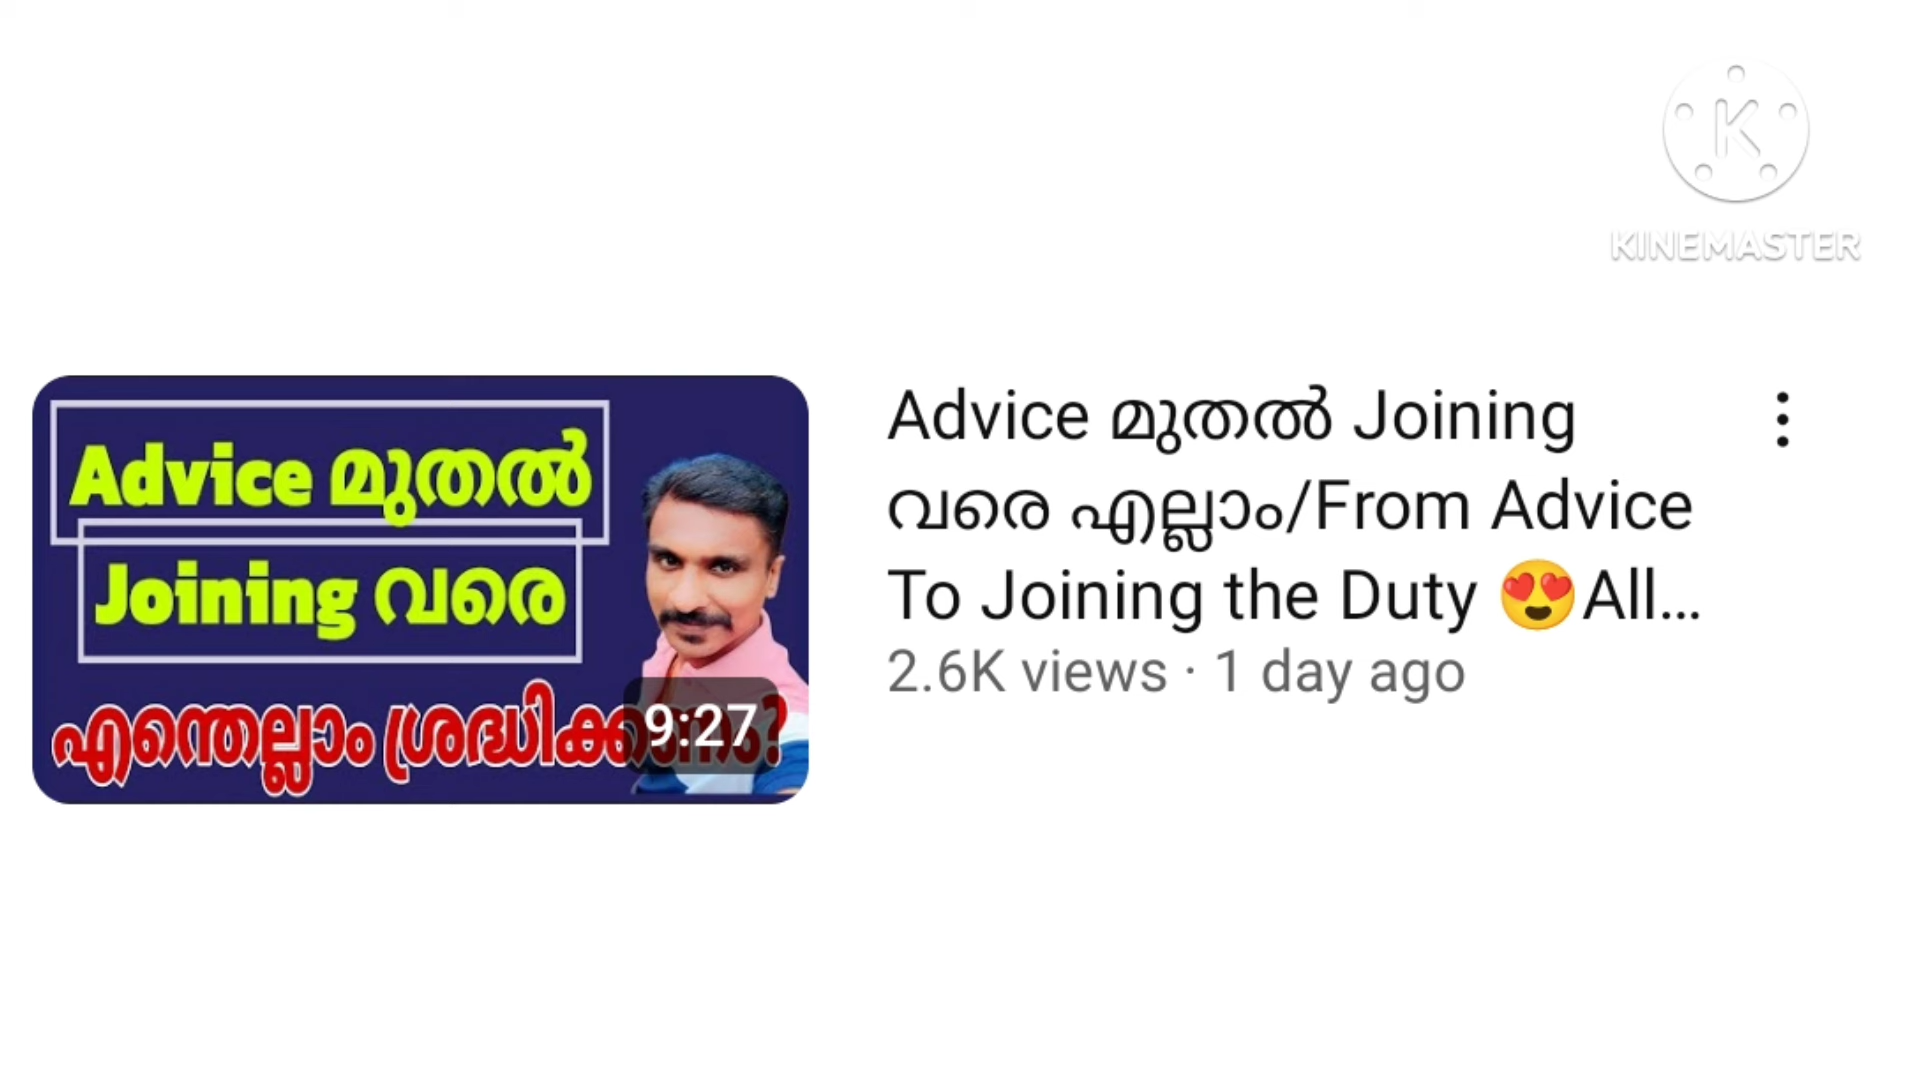 KINEMASTER
Advice മുതൽ
Joining വരെ
എന്തെല്ലാം ശ്രദ്ധിക്കണം?
9:27
Advice മുതൽ Joining
വരെ എല്ലാം/From Advice
To Joining the Duty 😍All...
2.6K views · 1 day ago